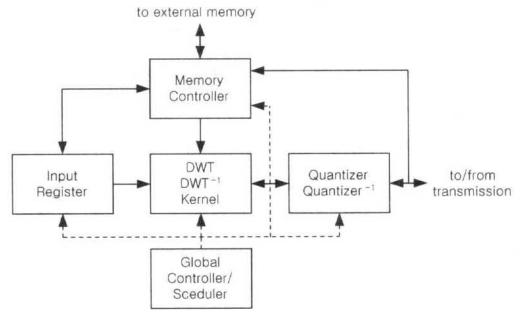 to external memory
Memory
Controller
Input
Register
DWT
DWT⁻¹
Kernel
Quantizer
Quantizer⁻¹
to/from
transmission
Global
Controller/
Sceduler